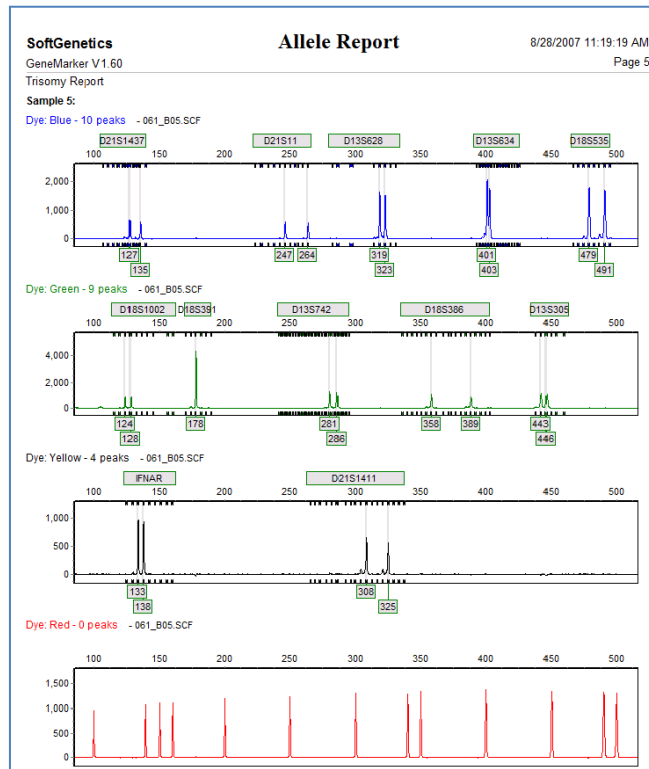 SoftGenetics Allele Report 8/28/2007 11:19:19 AM
GeneMarker V1.60 Page 5
Trisomy Report
Sample 5:
Dye: Blue - 10 peaks - 061_B05.SCF
D21S1437 D21S11 D13S628 D13S634 D18S535
100 150 200 250 300 350 400 450 500
2,000
1,000
0
127 247 264 319 401 479
135 323 403 491
Dye: Green - 9 peaks - 061_B05.SCF
D18S1002 D18S391 D13S742 D18S386 D13S305
100 150 200 250 300 350 400 450 500
4,000
2,000
0
124 178 281 358 389 443
128 286 446
Dye: Yellow - 4 peaks - 061_B05.SCF
IFNAR D21S1411
100 150 200 250 300 350 400 450 500
1,000
500
0
133 308
138 325
Dye: Red - 0 peaks - 061_B05.SCF
100 150 200 250 300 350 400 450 500
1,500
1,000
500
0